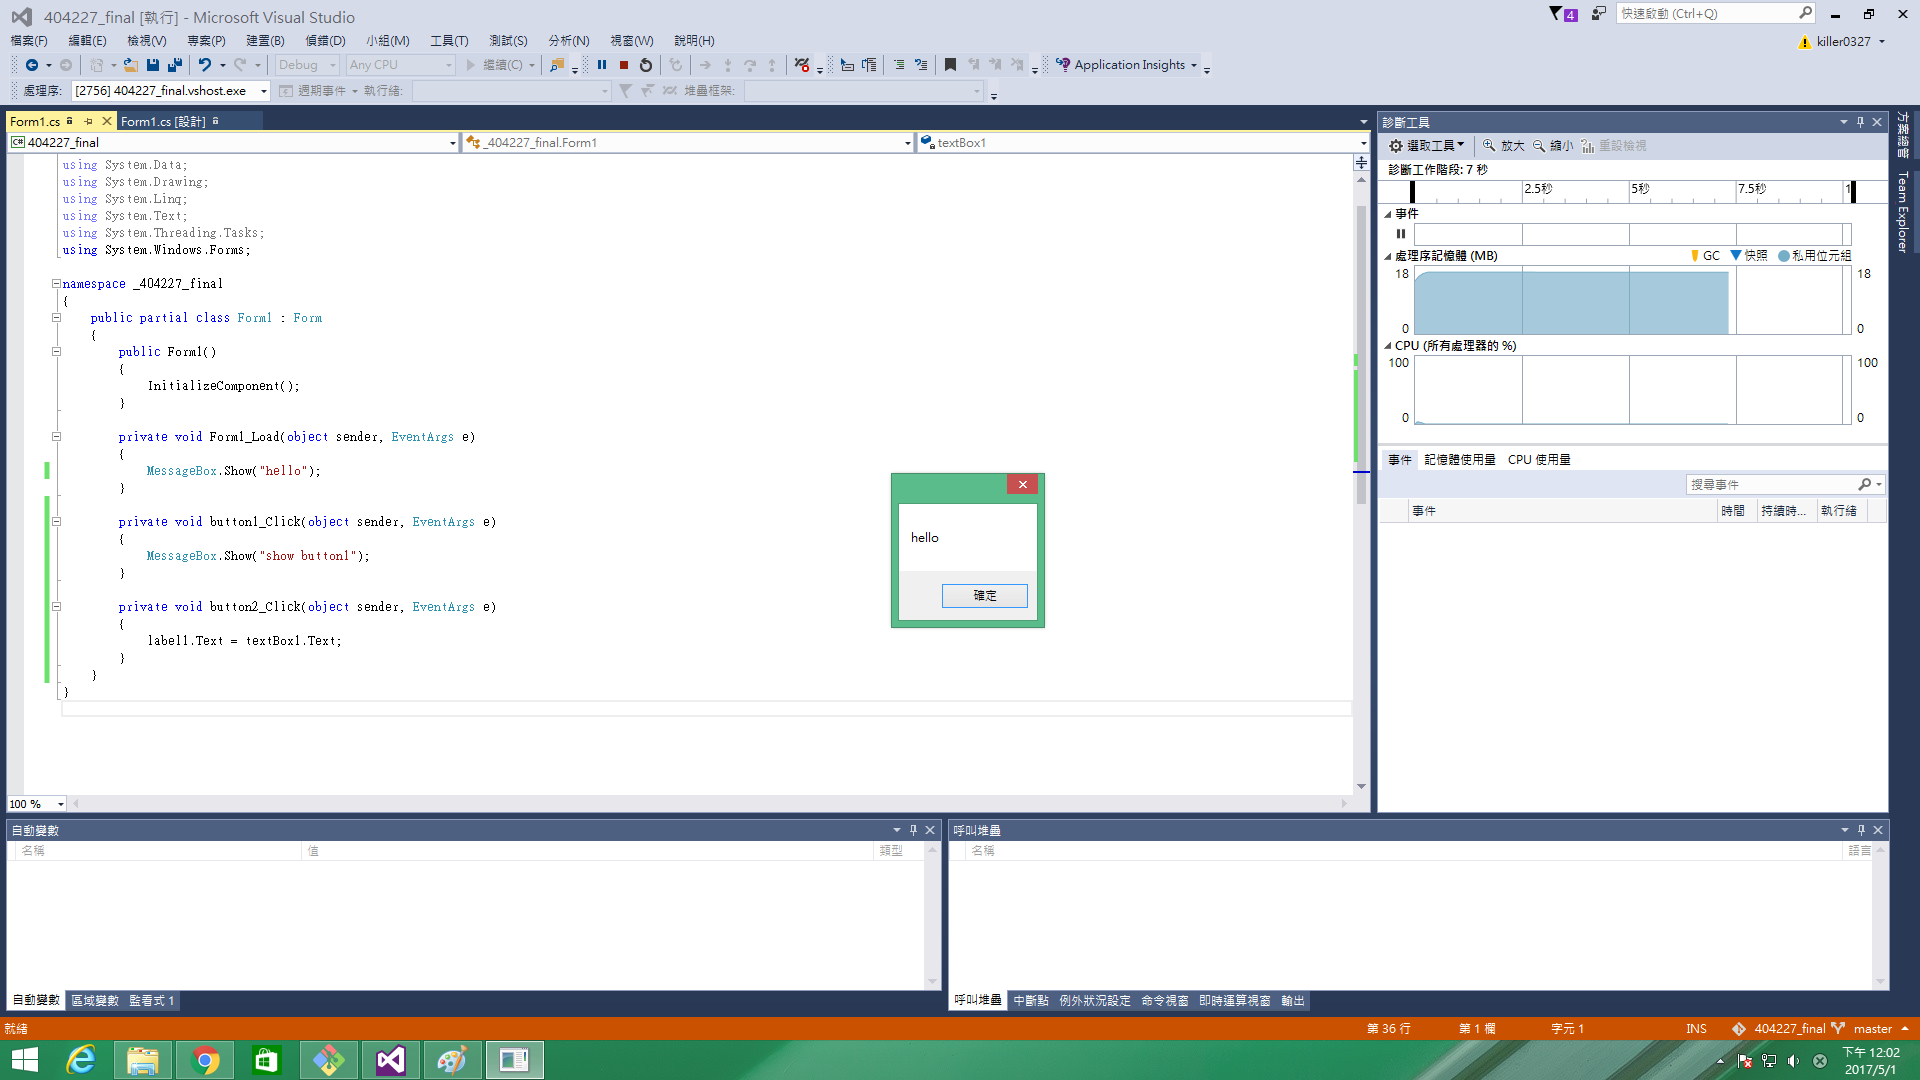 404227_final [執行] - Microsoft Visual Studio
4
快速啟動 (Ctrl+Q)
檔案(F) 編輯(E) 檢視(V) 專案(P) 建置(B) 偵錯(D) 小組(M) 工具(T) 測試(S) 分析(N) 視窗(W) 說明(H)
killer0327
Debug Any CPU 繼續(C) Application Insights
處理序: [2756] 404227_final.vshost.exe 週期事件 執行緒: 堆疊框架:
Form1.cs Form1.cs [設計]
C# 404227_final _404227_final.Form1 textBox1
using System.Data;
using System.Drawing;
using System.Linq;
using System.Text;
using System.Threading.Tasks;
using System.Windows.Forms;
namespace _404227_final
{
public partial class Form1 : Form
{
public Form1()
{
InitializeComponent();
}
private void Form1_Load(object sender, EventArgs e)
{
MessageBox.Show("hello");
}
private void button1_Click(object sender, EventArgs e)
{
MessageBox.Show("show button1");
}
private void button2_Click(object sender, EventArgs e)
{
label1.Text = textBox1.Text;
}
}
}
100 %
hello
確定
診斷工具
選取工具 放大 縮小 重設檢視
診斷工作階段: 7 秒
2.5秒 5秒 7.5秒 1
事件
處理序記憶體 (MB) GC 快照 私用位元組
18 18
0 0
CPU (所有處理器的 %)
100 100
0 0
事件 記憶體使用量 CPU 使用量
搜尋事件
事件 時間 持續時... 執行緒
方案總管
Team Explorer
自動變數
名稱 值 類型
自動變數 區域變數 監看式 1
呼叫堆疊
名稱 語言
呼叫堆疊 中斷點 例外狀況設定 命令視窗 即時運算視窗 輸出
就緒 第 36 行 第 1 欄 字元 1 INS 404227_final master
下午 12:02
2017/5/1